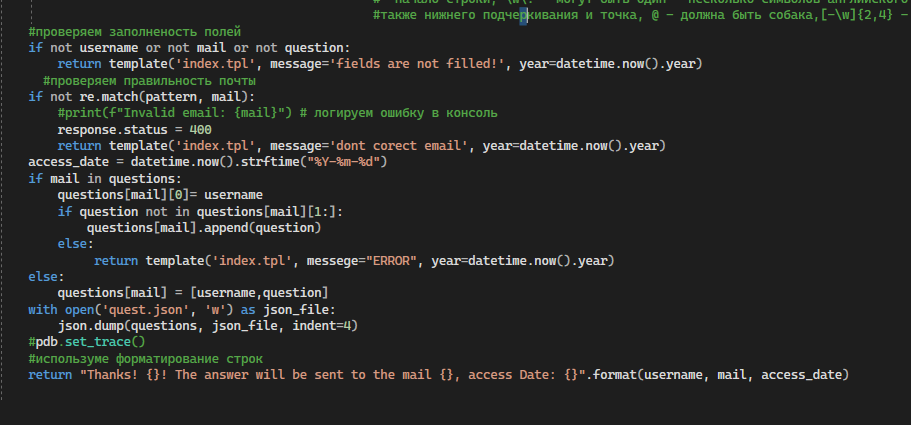 # начало строки, \w\.- могут быть один - несколько символов английского
#также нижнего подчеркивания и точка, @ - должна быть собака,[-\w]{2,4} -
#проверяем заполненость полей
if not username or not mail or not question:
return template('index.tpl', message='fields are not filled!', year=datetime.now().year)
#проверяем правильность почты
if not re.match(pattern, mail):
#print(f"Invalid email: {mail}") # логируем ошибку в консоль
response.status = 400
return template('index.tpl', message='dont corect email', year=datetime.now().year)
access_date = datetime.now().strftime("%Y-%m-%d")
if mail in questions:
questions[mail][0]= username
if question not in questions[mail][1:]:
questions[mail].append(question)
else:
return template('index.tpl', messege="ERROR", year=datetime.now().year)
else:
questions[mail] = [username,question]
with open('quest.json', 'w') as json_file:
json.dump(questions, json_file, indent=4)
#pdb.set_trace()
#используме форматирование строк
return "Thanks! {}! The answer will be sent to the mail {}, access Date: {}".format(username, mail, access_date)